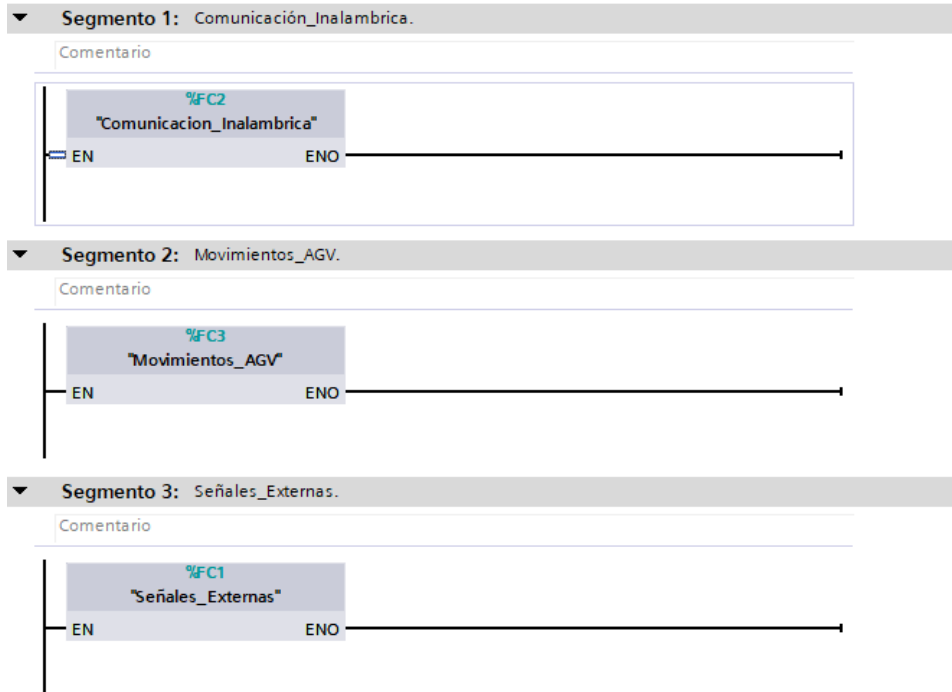 Segmento 1: Comunicación_Inalambrica.
Comentario
%FC2
"Comunicacion_Inalambrica"
EN ENO
Segmento 2: Movimientos_AGV.
Comentario
%FC3
"Movimientos_AGV"
EN ENO
Segmento 3: Señales_Externas.
Comentario
%FC1
"Señales_Externas"
EN ENO